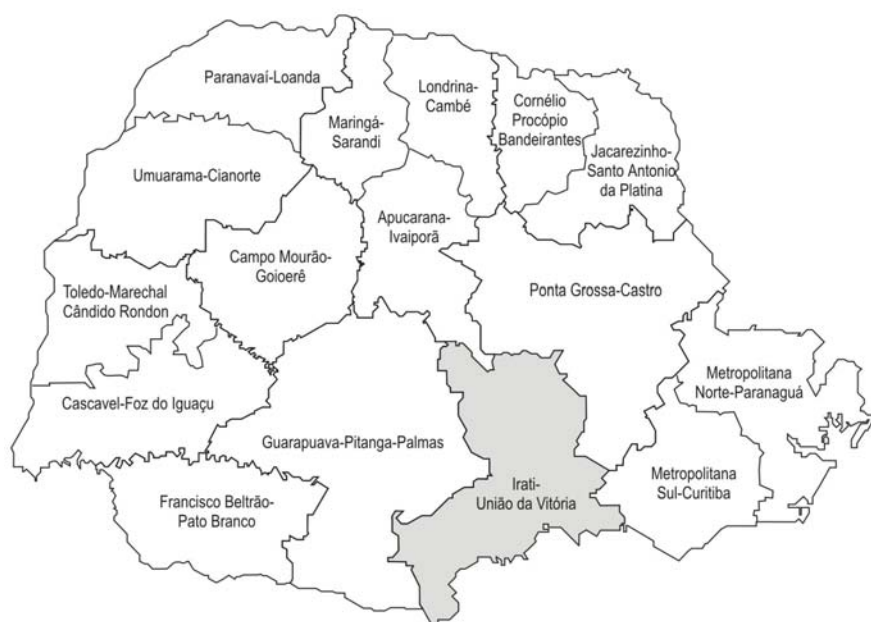 Paranavaí-Loanda
Maringá-
Sarandi
Londrina-
Cambé
Cornélio
Procópio
Bandeirantes
Jacarezinho-
Santo Antonio
da Platina
Umuarama-Cianorte
Apucarana-
Ivaiporã
Campo Mourão-
Goioerê
Ponta Grossa-Castro
Toledo-Marechal
Cândido Rondon
Metropolitana
Norte-Paranaguá
Cascavel-Foz do Iguaçu
Guarapuava-Pitanga-Palmas
Metropolitana
Sul-Curitiba
Irati-
União da Vitória
Francisco Beltrão-
Pato Branco